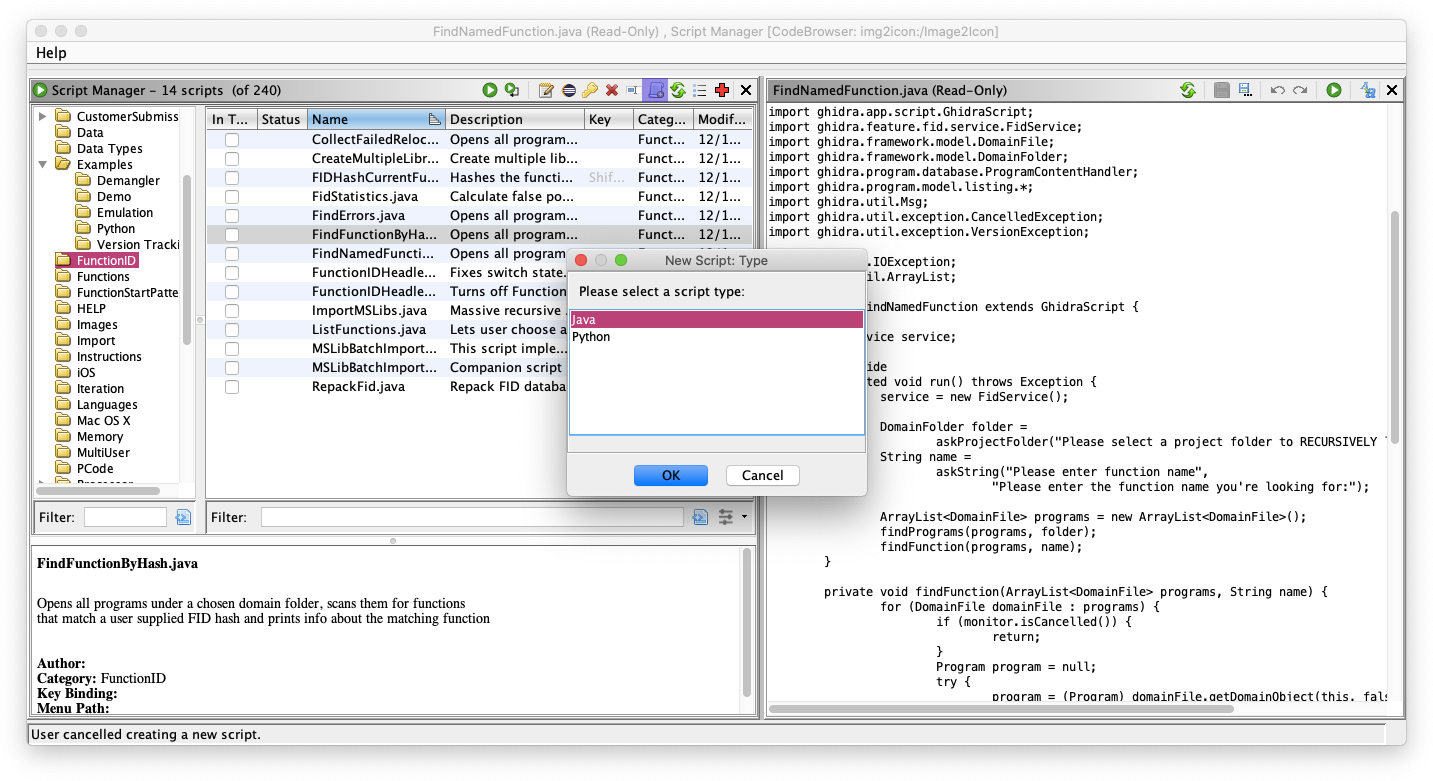 FindNamedFunction.java (Read-Only) , Script Manager [CodeBrowser: img2icon:/Image2Icon]
Help
Script Manager - 14 scripts (of 240)
CustomerSubmiss
Data
Data Types
Examples
Demangler
Demo
Emulation
Python
Version Tracki
FunctionID
Functions
FunctionStartPatte
HELP
Images
Import
Instructions
iOS
Iteration
Languages
Mac OS X
Memory
MultiUser
PCode
Filter:
In T... Status Name Description Key Categ... Modif...
CollectFailedReloc... Opens all program... Funct... 12/1...
CreateMultipleLibr... Create multiple lib... Funct... 12/1...
FIDHashCurrentFu... Hashes the functi... Shif... Funct... 12/1...
FidStatistics.java Calculate false po... Funct... 12/1...
FindErrors.java Opens all program... Funct... 12/1...
FindFunctionByHa... Opens all program... Funct... 12/1...
FindNamedFuncti... Opens all program... Funct... 12/1...
FunctionIDHeadle... Fixes switch state.
FunctionIDHeadle... Turns off Function
ImportMSLibs.java Massive recursive .
ListFunctions.java Lets user choose a
MSLibBatchImport... This script imple...
MSLibBatchImport... Companion script
RepackFid.java Repack FID databa
Filter:
FindFunctionByHash.java
Opens all programs under a chosen domain folder, scans them for functions
that match a user supplied FID hash and prints info about the matching function
Author:
Category: FunctionID
Key Binding:
Menu Path:
New Script: Type
Please select a script type:
Java
Python
OK Cancel
FindNamedFunction.java (Read-Only)
import ghidra.app.script.GhidraScript;
import ghidra.feature.fid.service.FidService;
import ghidra.framework.model.DomainFile;
import ghidra.framework.model.DomainFolder;
import ghidra.program.database.ProgramContentHandler;
import ghidra.program.model.listing.*;
import ghidra.util.Msg;
import ghidra.util.exception.CancelledException;
import ghidra.util.exception.VersionException;
.IOException;
il.ArrayList;
indNamedFunction extends GhidraScript {
vice service;
ide
ted void run() throws Exception {
service = new FidService();
DomainFolder folder =
askProjectFolder("Please select a project folder to RECURSIVELY
String name =
askString("Please enter function name",
"Please enter the function name you're looking for:");
ArrayList<DomainFile> programs = new ArrayList<DomainFile>();
findPrograms(programs, folder);
findFunction(programs, name);
}
private void findFunction(ArrayList<DomainFile> programs, String name) {
for (DomainFile domainFile : programs) {
if (monitor.isCancelled()) {
return;
}
Program program = null;
try {
program = (Program) domainFile.getDomainObject(this, fals
User cancelled creating a new script.